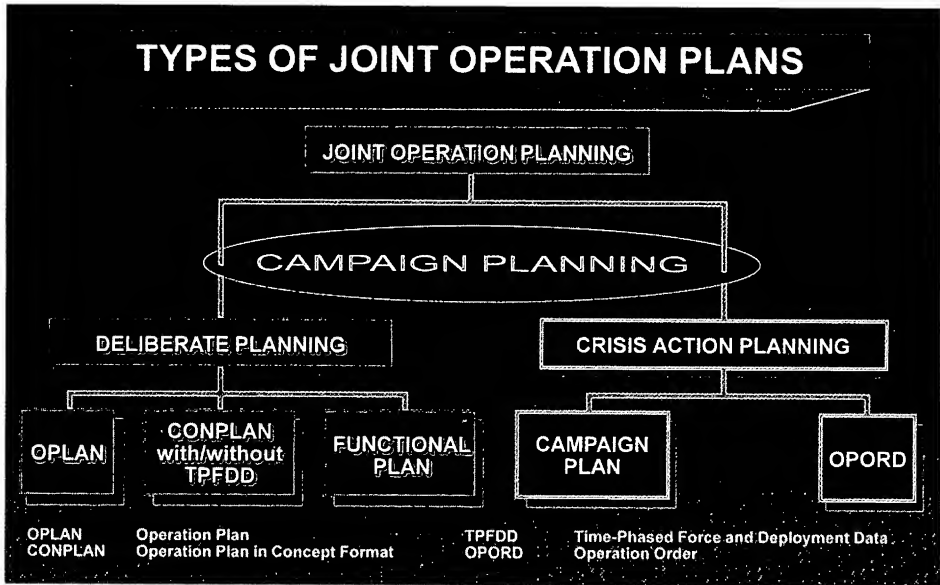 TYPES OF JOINT OPERATION PLANS
JOINT OPERATION PLANNING
CAMPAIGN PLANNING
DELIBERATE PLANNING
CRISIS ACTION PLANNING
OPLAN
CONPLAN
with/without
TPFDD
FUNCTIONAL
PLAN
CAMPAIGN
PLAN
OPORD
OPLAN Operation Plan
CONPLAN Operation Plan in Concept Format
TPFDD Time-Phased Force and Deployment Data
OPORD Operation Order